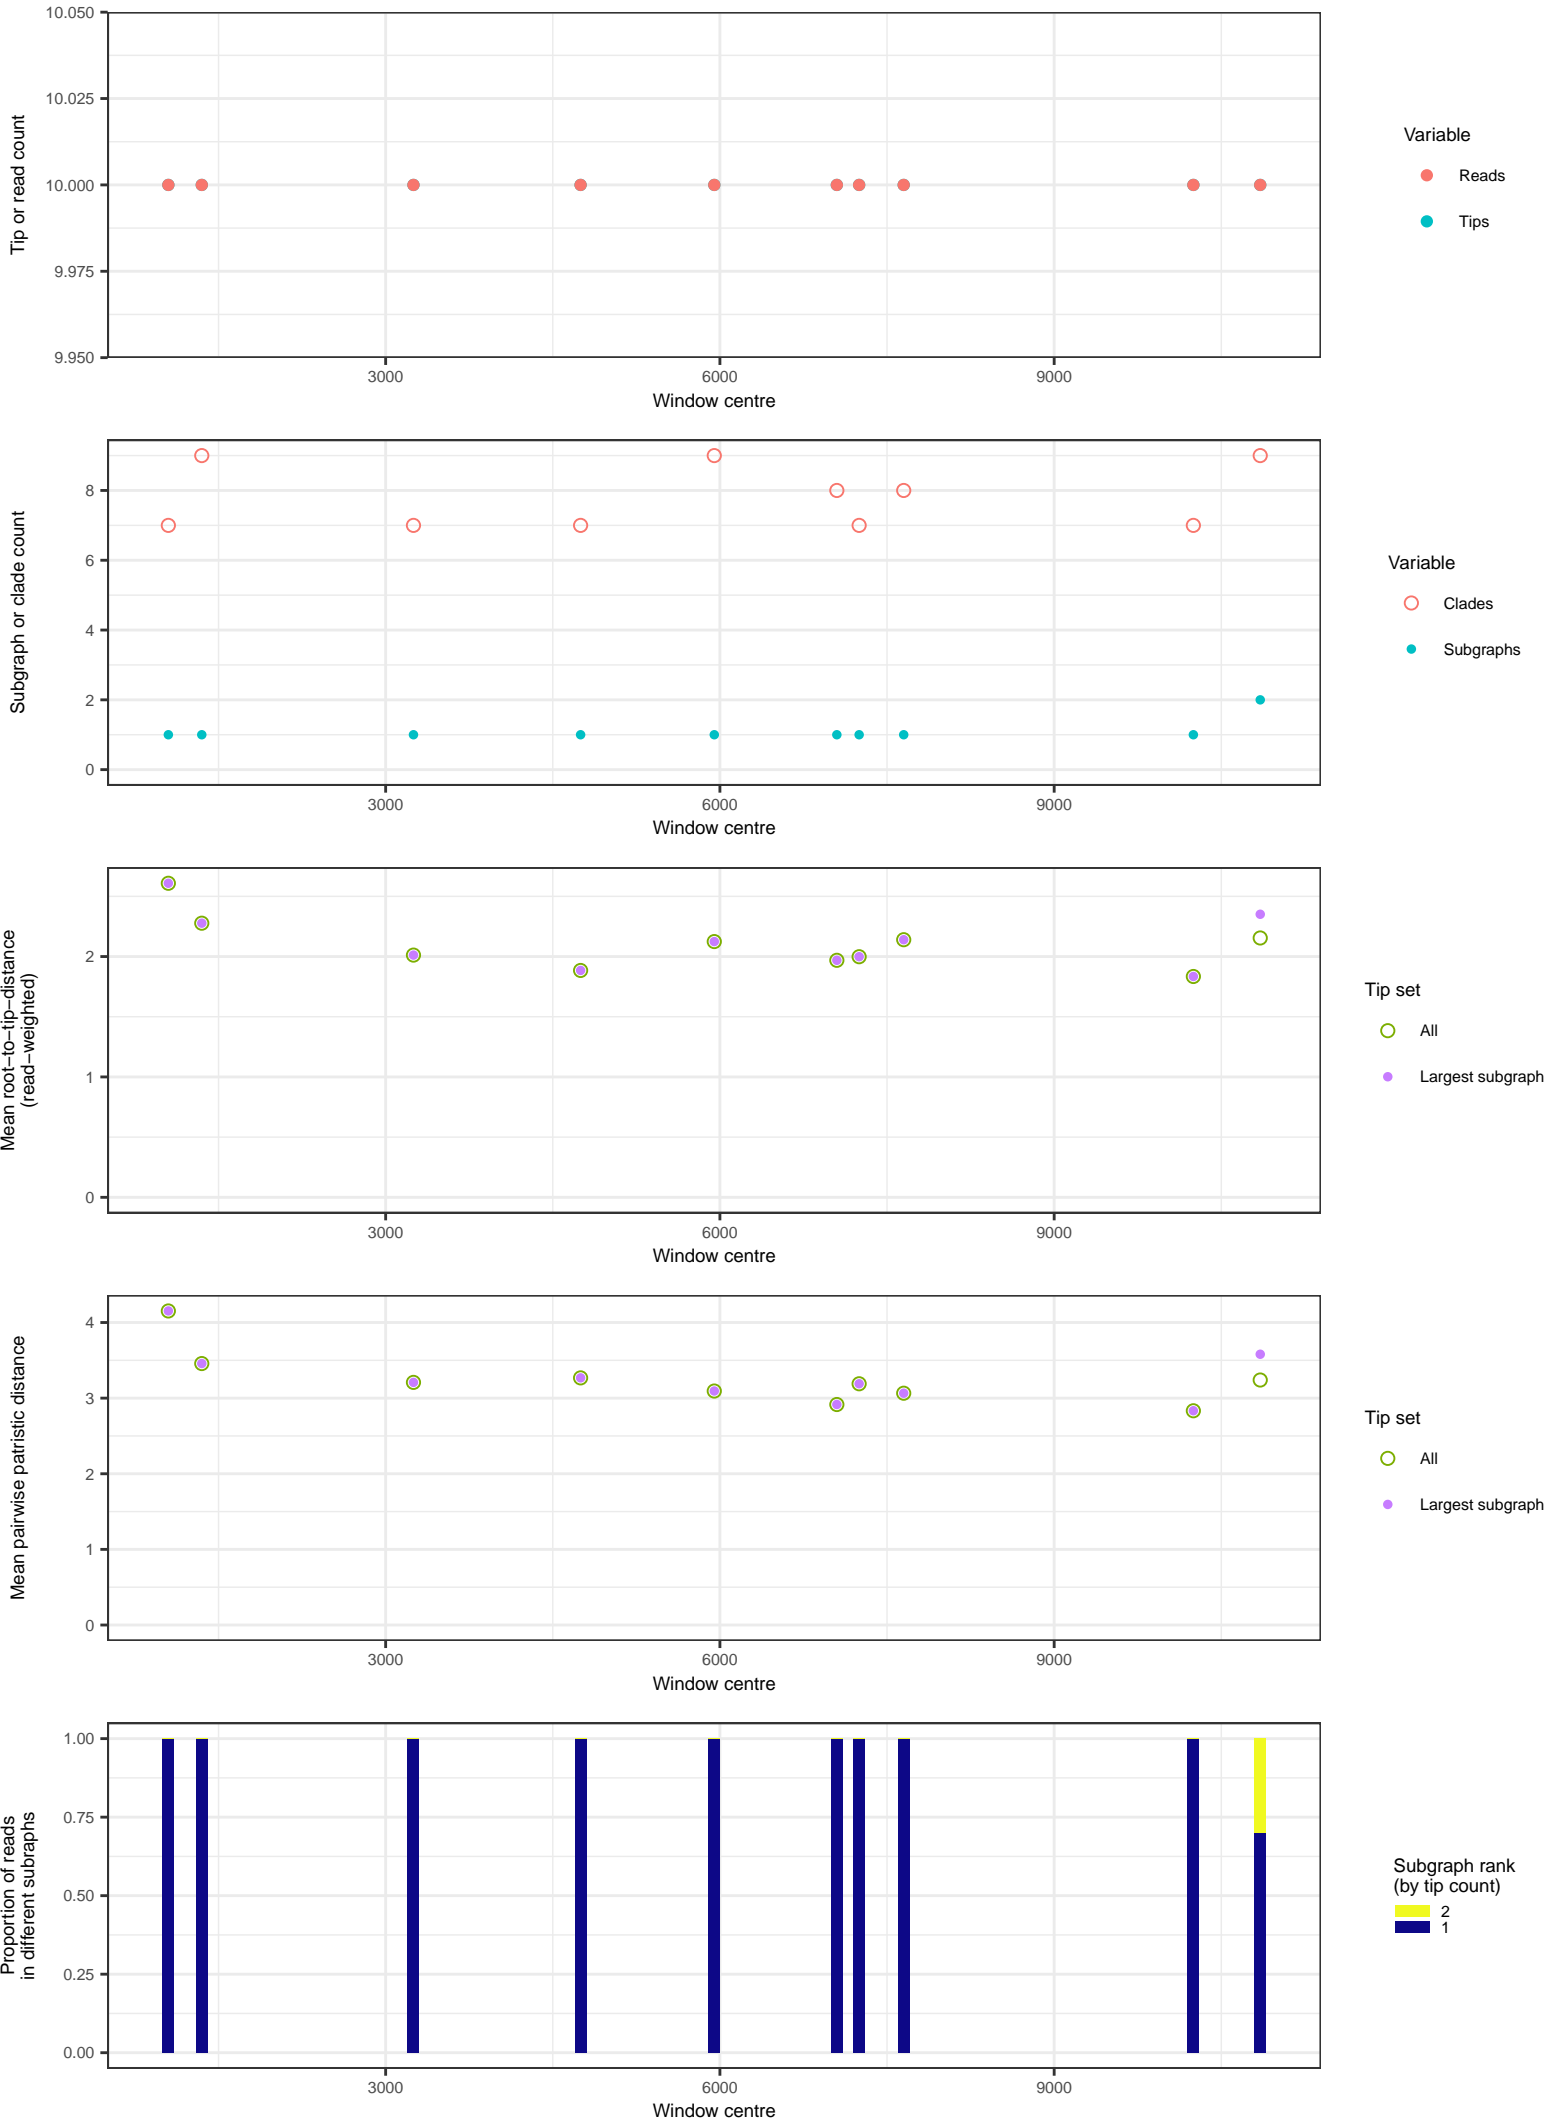 10.050
10.025
10.000
9.975
9.950
Tip or read count
3000
6000
9000
Window centre
Variable
Reads
Tips
8
6
4
2
0
Subgraph or clade count
3000
6000
9000
Window centre
Variable
Clades
Subgraphs
2
1
0
Mean root−to−tip−distance
(read−weighted)
3000
6000
9000
Window centre
Tip set
All
Largest subgraph
4
3
2
1
0
Mean pairwise patristic distance
3000
6000
9000
Window centre
Tip set
All
Largest subgraph
1.00
0.75
0.50
0.25
0.00
Proportion of reads
in different subraphs
3000
6000
9000
Window centre
Subgraph rank
(by tip count)
2
1